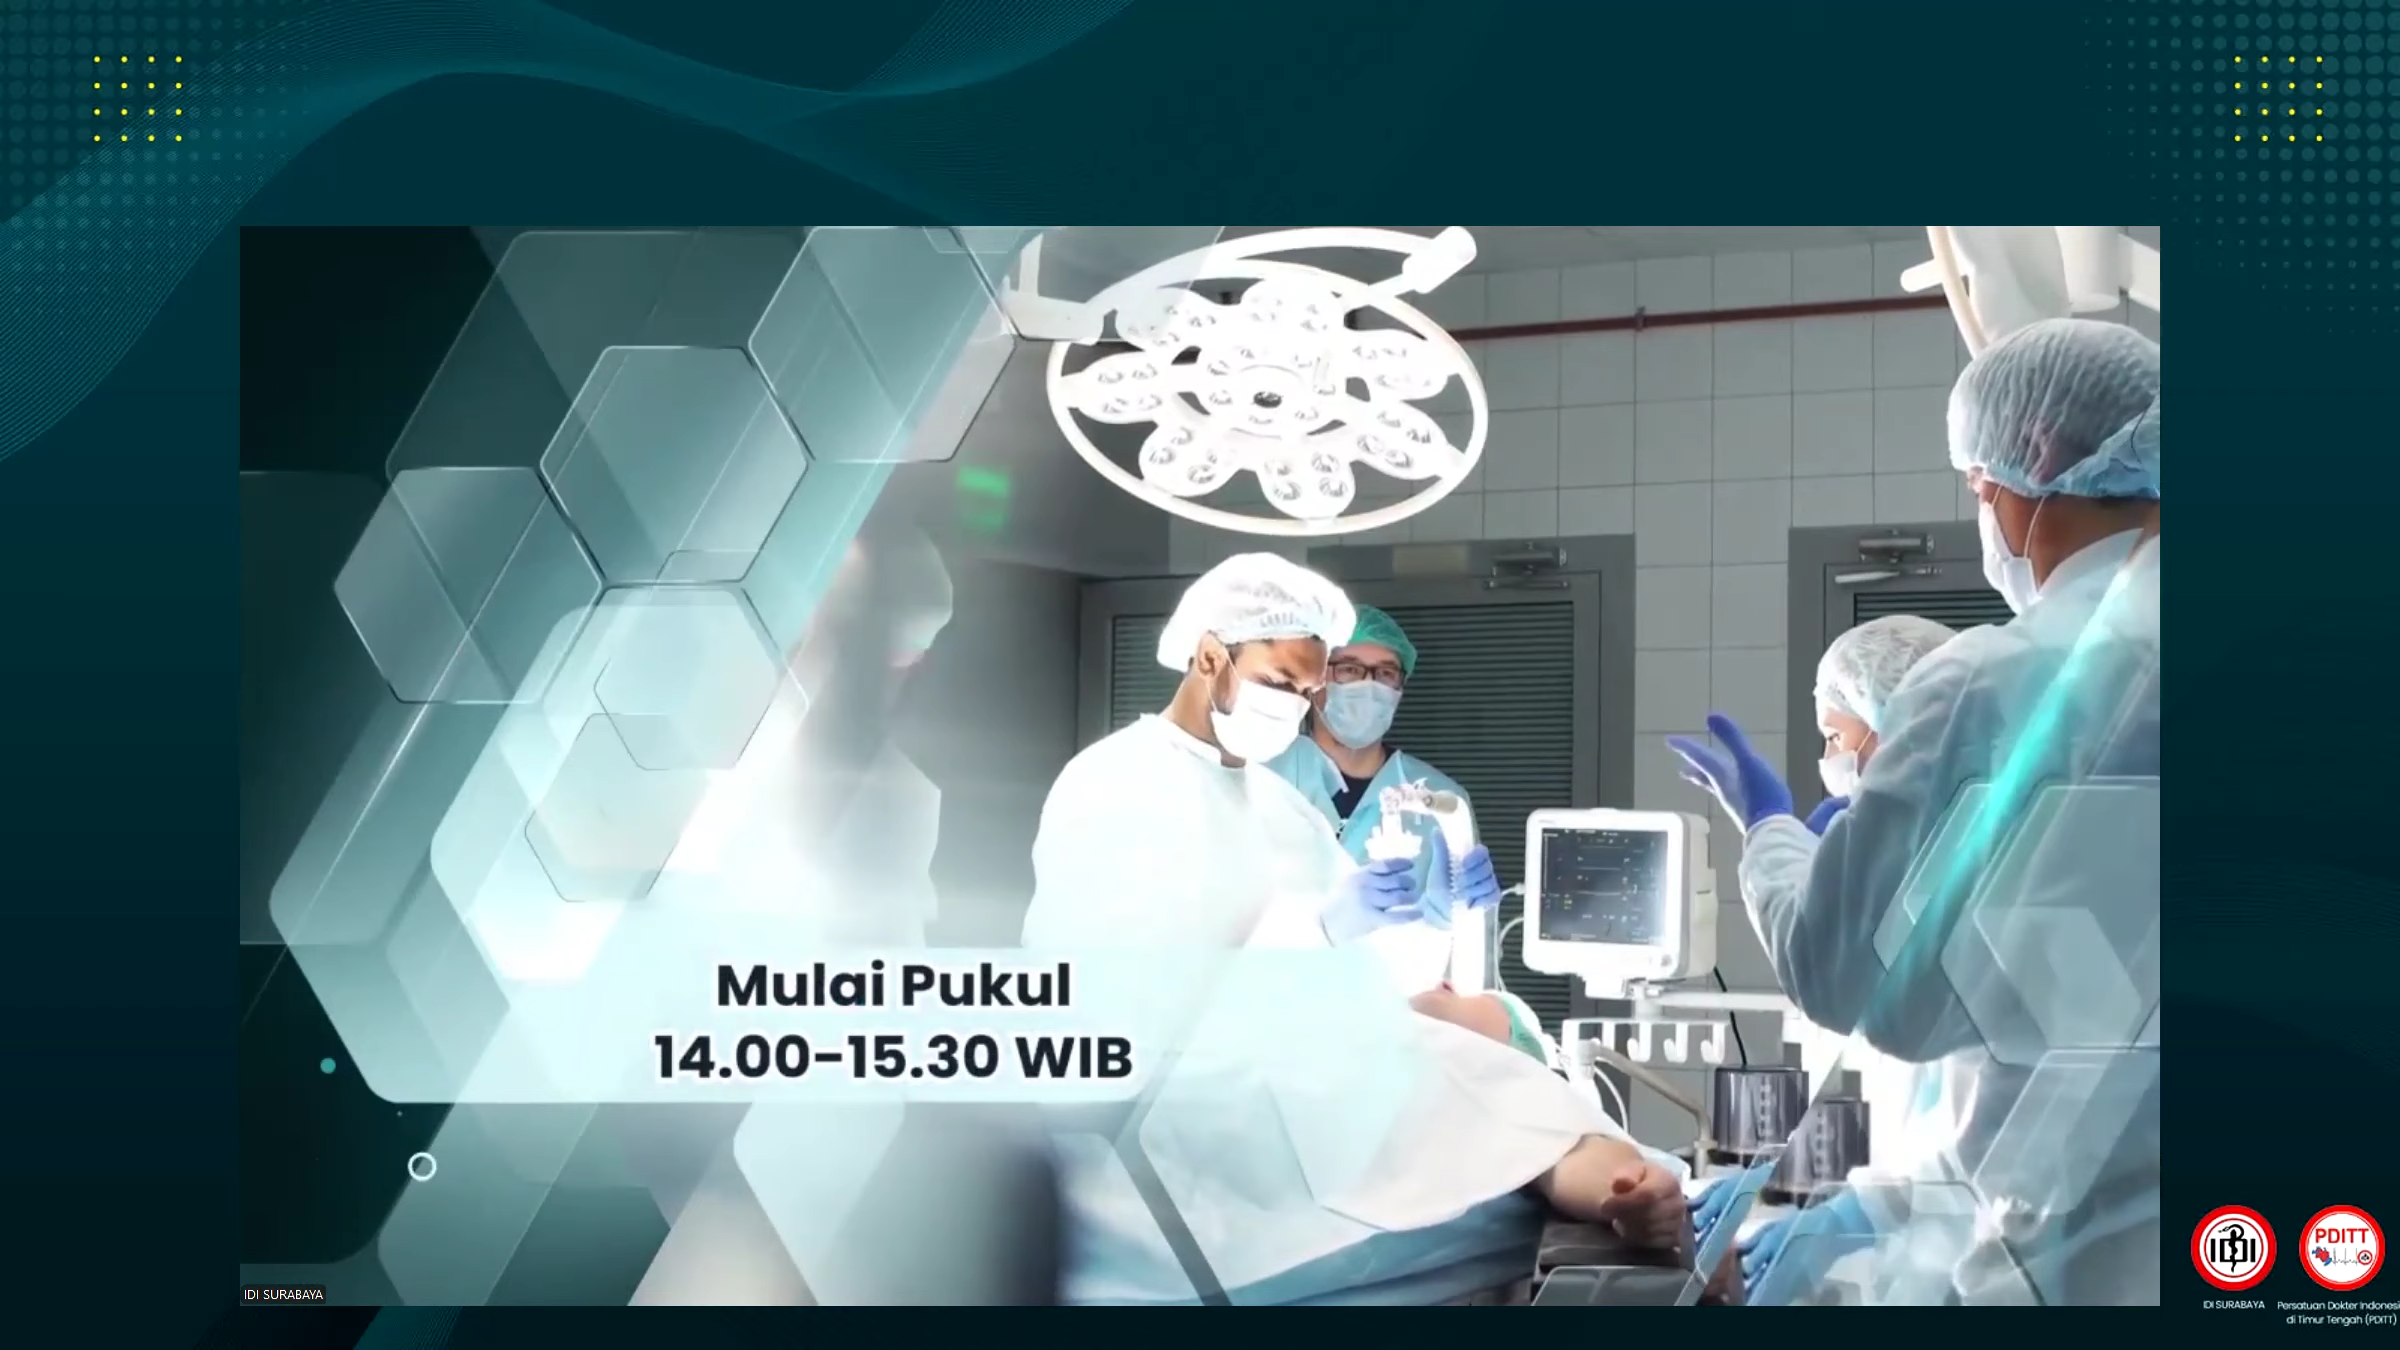 Mulai Pukul
14.00-15.30 WIB
IDI SURABAYA
IDI
PDITT
IDI SURABAYA
Persatuan Dokter Indonesi
di Timur Tengah (PDITT)